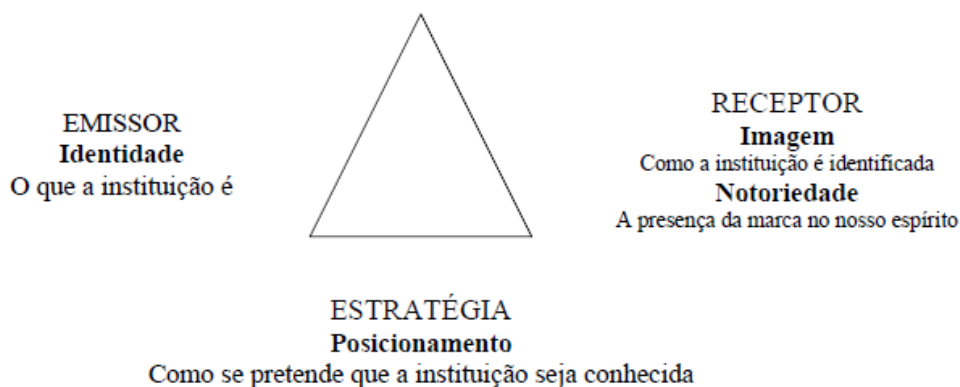 EMISSOR
Identidade
O que a instituição é
RECEPTOR
Imagem
Como a instituição é identificada
Notoriedade
A presença da marca no nosso espírito
ESTRATÉGIA
Posicionamento
Como se pretende que a instituição seja conhecida